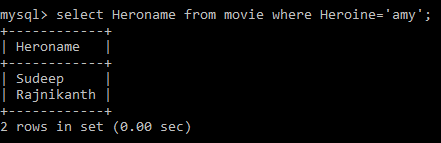 mysql> select Heroname from movie where Heroine='amy';
+------------+
| Heroname   |
+------------+
| Sudeep     |
| Rajnikanth |
+------------+
2 rows in set (0.00 sec)